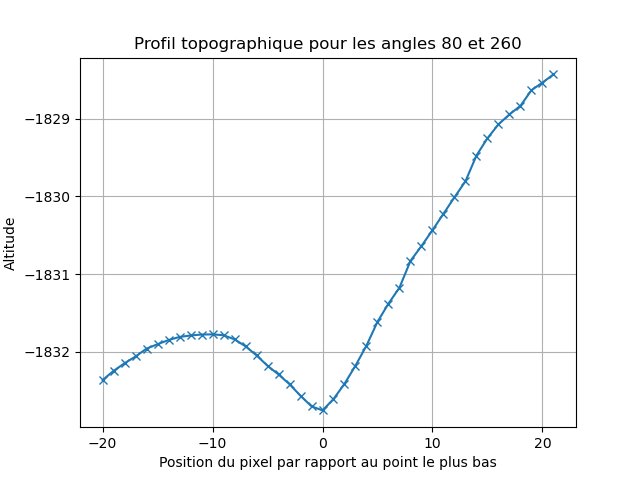 Profil topographique pour les angles 80 et 260
−1829
−1830
−1831
−1832
Altitude
−20 −10 0 10 20
Position du pixel par rapport au point le plus bas